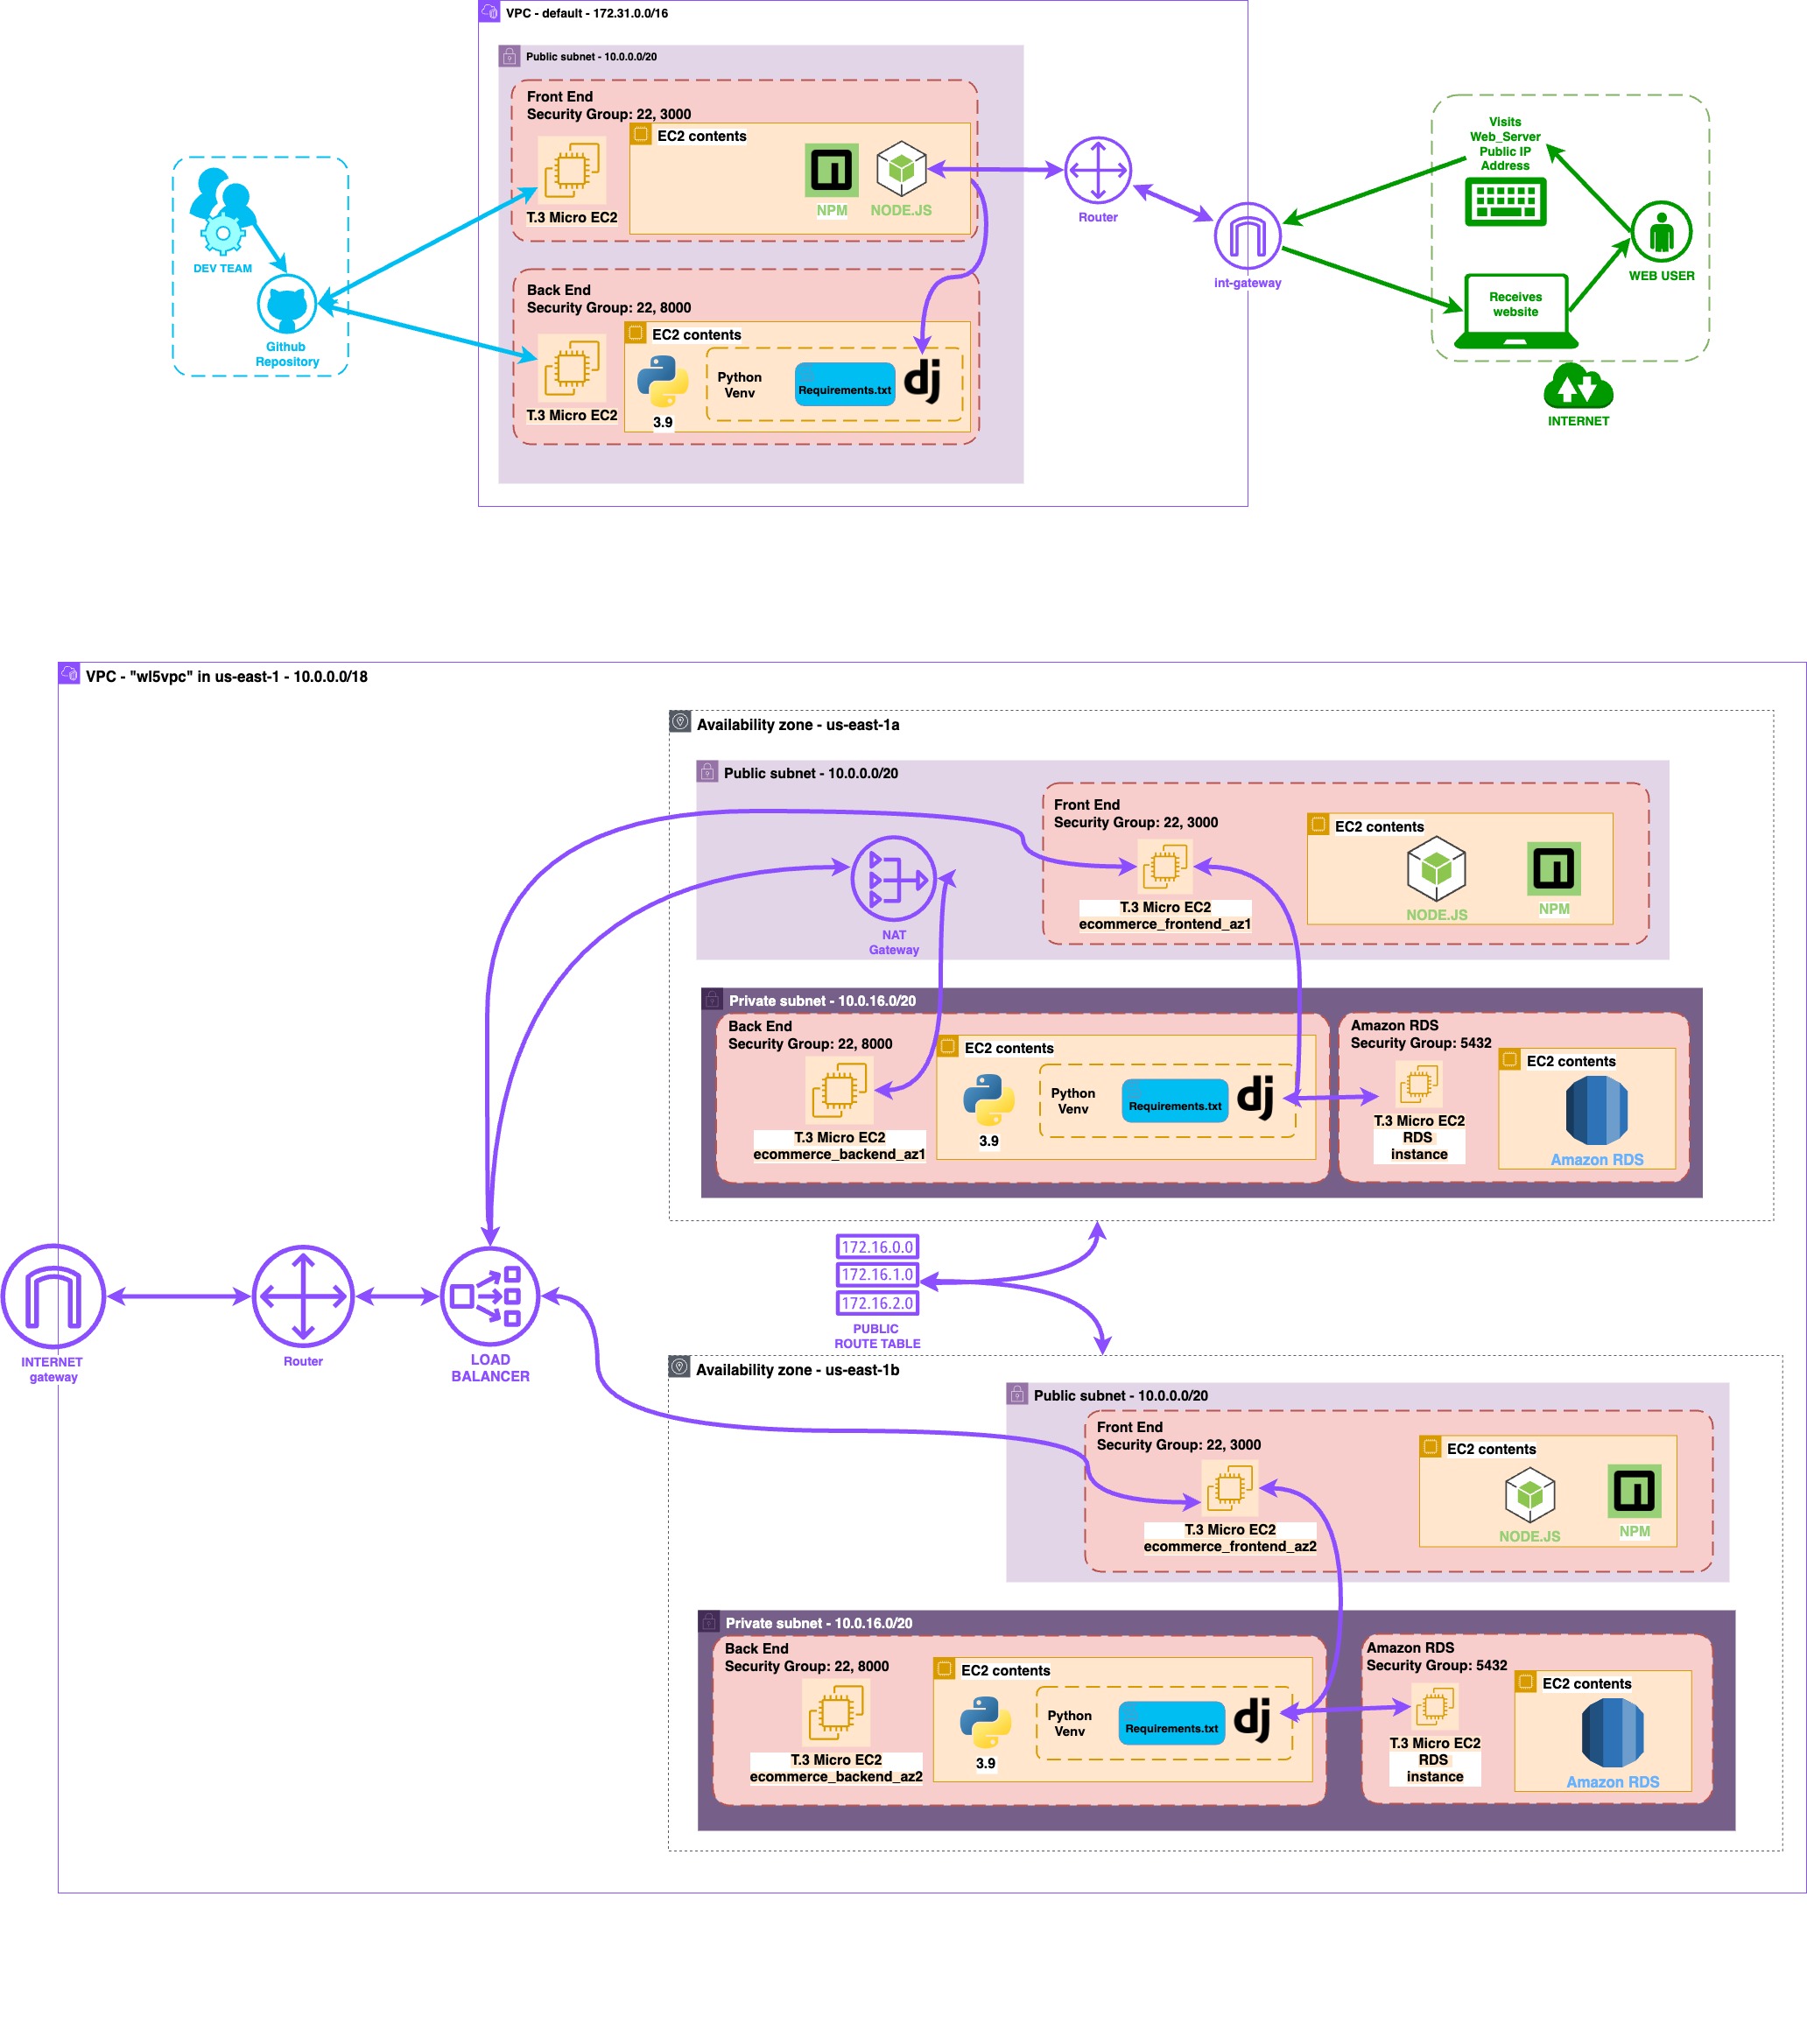 VPC - default - 172.31.0.0/16
Public subnet - 10.0.0.0/20
Front End
Security Group: 22, 3000
EC2 contents
T.3 Micro EC2
NPM
NODE.JS
Back End
Security Group: 22, 8000
EC2 contents
T.3 Micro EC2
3.9
Python
Venv
Requirements.txt
dj
DEV TEAM
Github
Repository
Router
int-gateway
Visits
Web_Server
Public IP
Address
WEB USER
Receives
website
INTERNET
VPC - "wl5vpc" in us-east-1 - 10.0.0.0/18
Availability zone - us-east-1a
Public subnet - 10.0.0.0/20
NAT
Gateway
Front End
Security Group: 22, 3000
T.3 Micro EC2
ecommerce_frontend_az1
EC2 contents
NODE.JS
NPM
Private subnet - 10.0.16.0/20
Back End
Security Group: 22, 8000
T.3 Micro EC2
ecommerce_backend_az1
EC2 contents
3.9
Python
Venv
Requirements.txt
dj
Amazon RDS
Security Group: 5432
T.3 Micro EC2
RDS
instance
EC2 contents
Amazon RDS
INTERNET
gateway
Router
LOAD
BALANCER
172.16.0.0
172.16.1.0
172.16.2.0
PUBLIC
ROUTE TABLE
Availability zone - us-east-1b
Public subnet - 10.0.0.0/20
Front End
Security Group: 22, 3000
T.3 Micro EC2
ecommerce_frontend_az2
EC2 contents
NODE.JS
NPM
Private subnet - 10.0.16.0/20
Back End
Security Group: 22, 8000
T.3 Micro EC2
ecommerce_backend_az2
EC2 contents
3.9
Python
Venv
Requirements.txt
dj
Amazon RDS
Security Group: 5432
T.3 Micro EC2
RDS
instance
EC2 contents
Amazon RDS